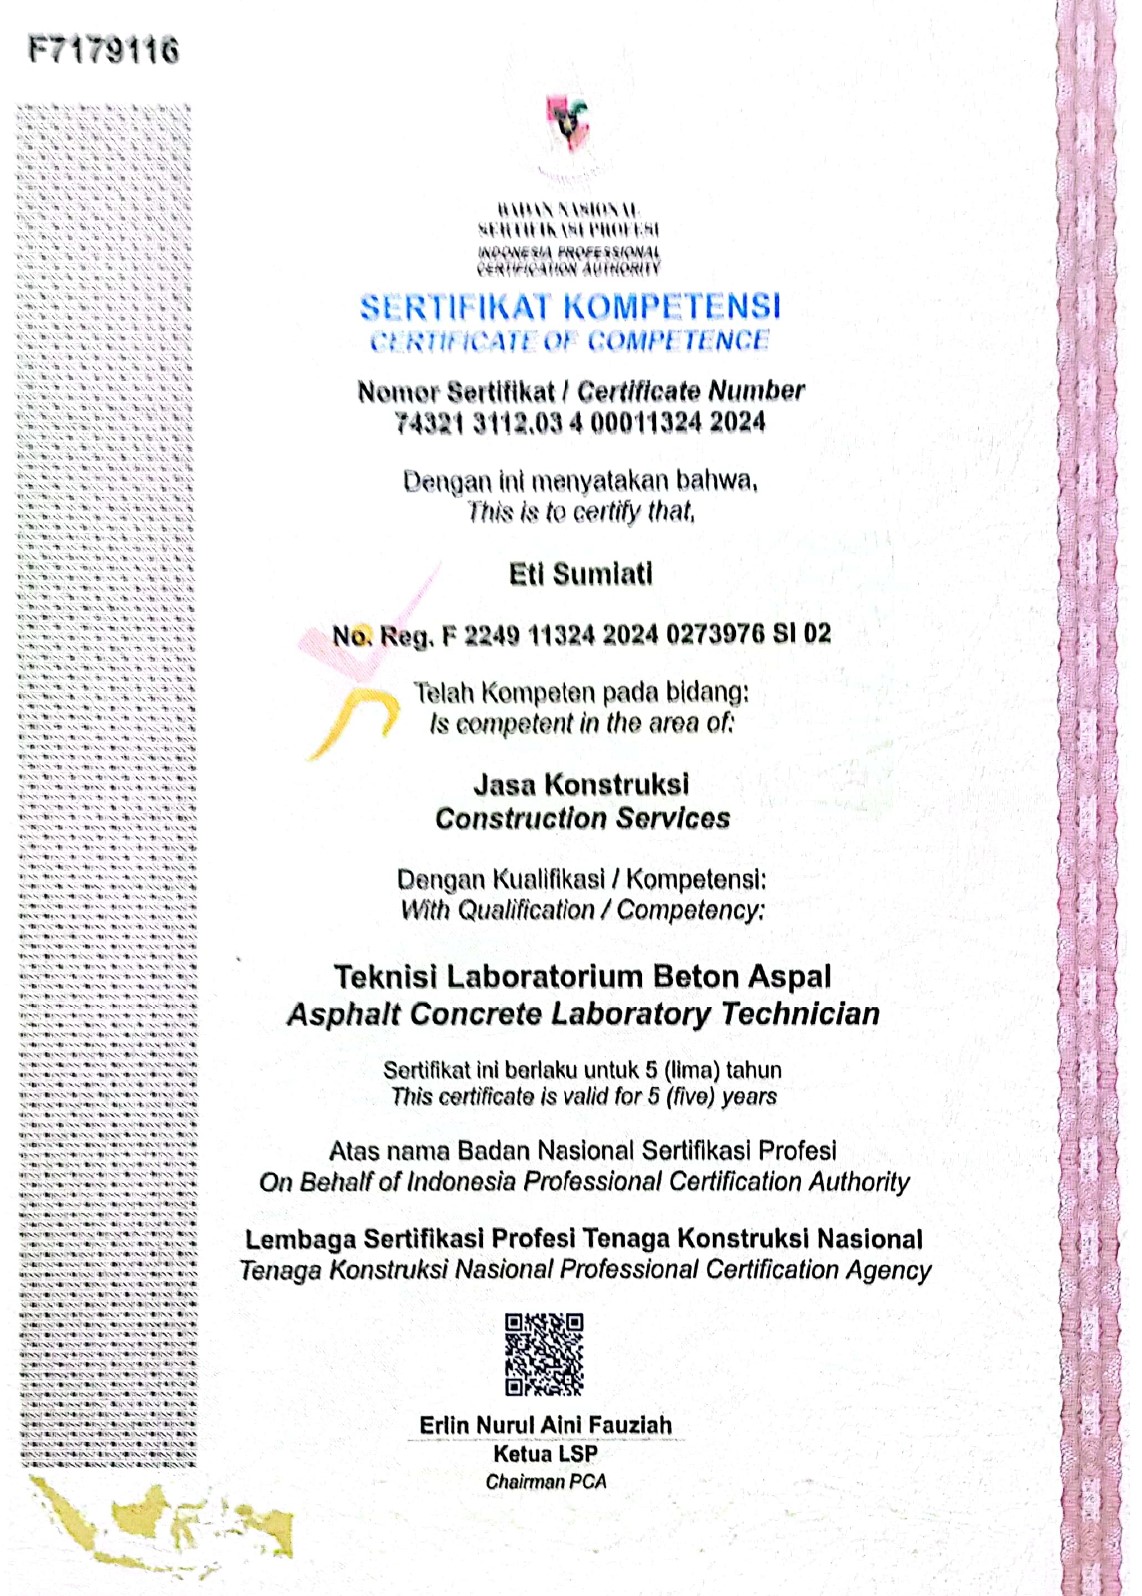 F7179116
BADAN NASIONAL
SERTIFIKASI PROFESI
INDONESIA PROFESSIONAL
CERTIFICATION AUTHORITY
SERTIFIKAT KOMPETENSI
CERTIFICATE OF COMPETENCE
Nomor Sertifikat / Certificate Number
74321 3112.03 4 00011324 2024
Dengan ini menyatakan bahwa,
This is to certify that,
Eti Sumiati
No. Reg. F 2249 11324 2024 0273976 SI 02
Telah Kompeten pada bidang:
Is competent in the area of:
Jasa Konstruksi
Construction Services
Dengan Kualifikasi / Kompetensi:
With Qualification / Competency:
Teknisi Laboratorium Beton Aspal
Asphalt Concrete Laboratory Technician
Sertifikat ini berlaku untuk 5 (lima) tahun
This certificate is valid for 5 (five) years
Atas nama Badan Nasional Sertifikasi Profesi
On Behalf of Indonesia Professional Certification Authority
Lembaga Sertifikasi Profesi Tenaga Konstruksi Nasional
Tenaga Konstruksi Nasional Professional Certification Agency
Erlin Nurul Aini Fauziah
Ketua LSP
Chairman PCA